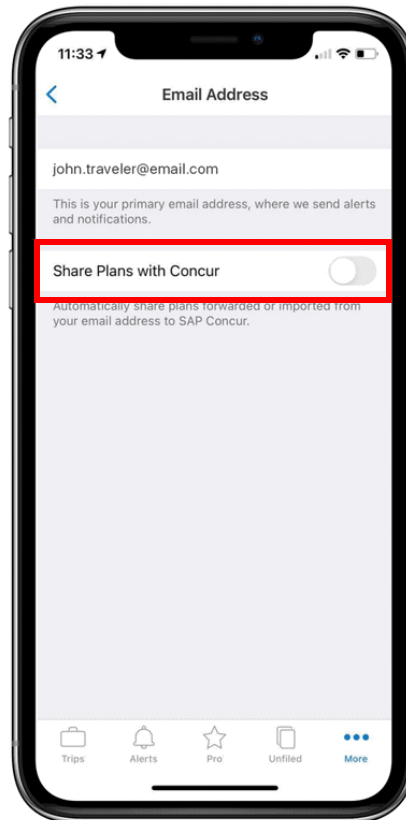 11:33
Email Address
john.traveler@email.com
This is your primary email address, where we send alerts
and notifications.
Share Plans with Concur
Automatically share plans forwarded or imported from
your email address to SAP Concur.
Trips Alerts Pro Unfiled More